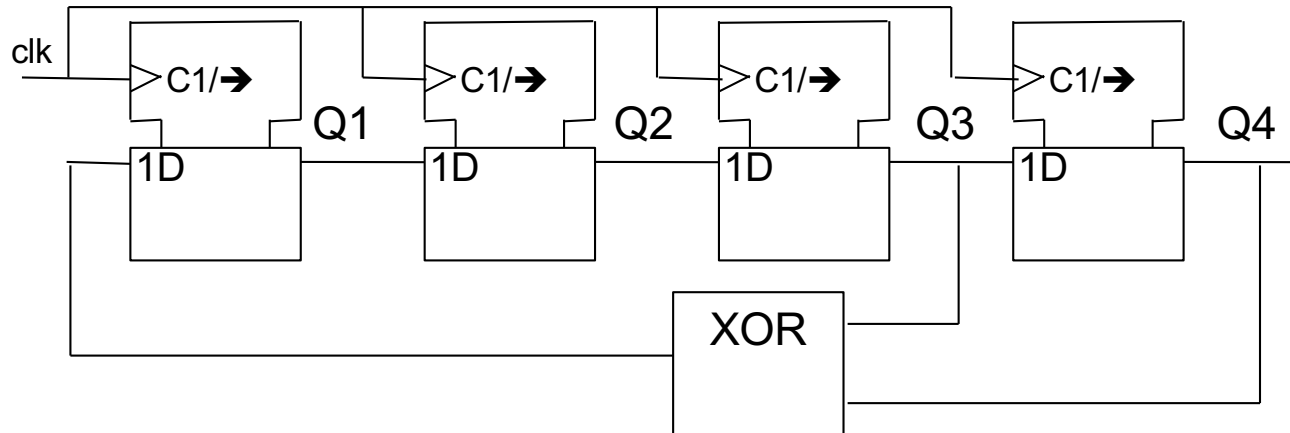 clk
C1/➔ C1/➔ C1/➔ C1/➔
Q1 Q2 Q3 Q4
1D 1D 1D 1D
XOR